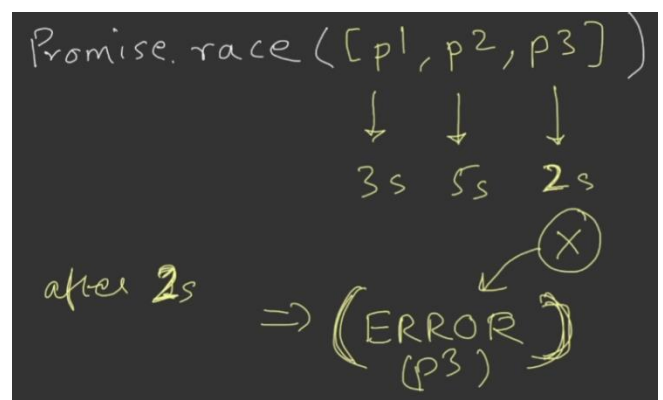 Promise.race([p1, p2, p3])
3s 5s 2s
X
after 2s => (ERROR)
(p3)